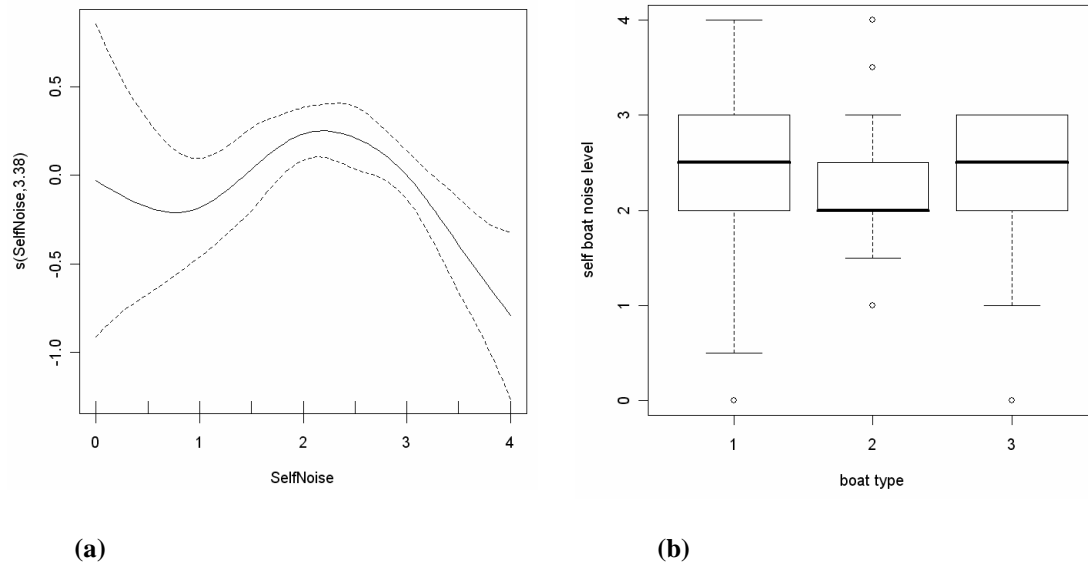 s(SelfNoise,3.38)
0.5
0.0
-0.5
-1.0
0 1 2 3 4
SelfNoise
(a)
self boat noise level
4
3
2
1
0
1 2 3
boat type
(b)